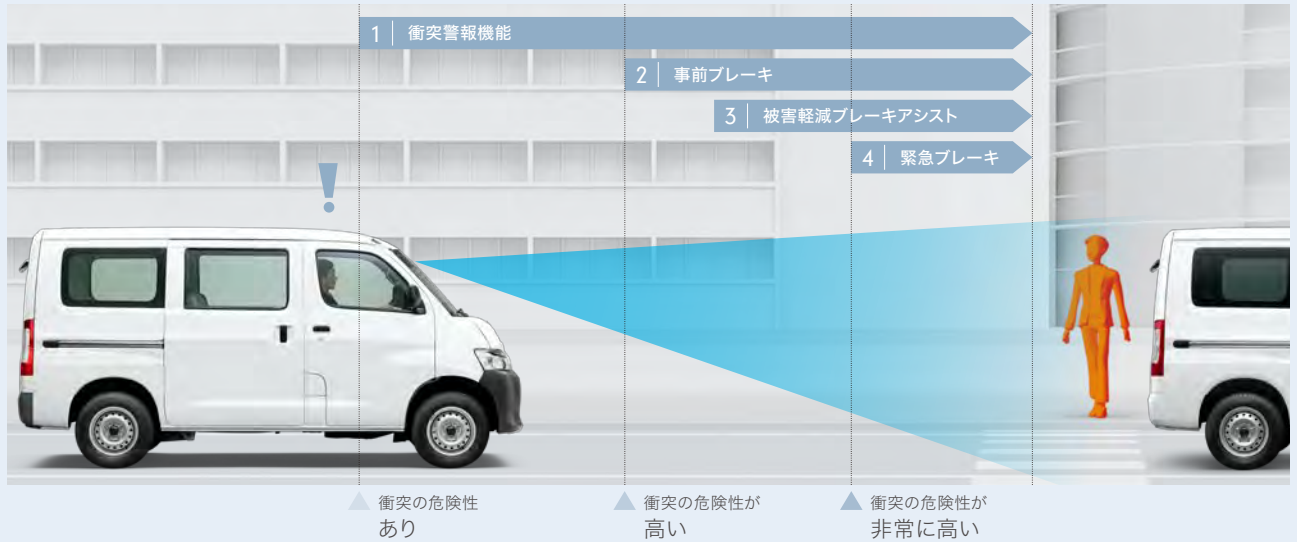 1 衝突警報機能
2 事前ブレーキ
3 被害軽減ブレーキアシスト
4 緊急ブレーキ
!
衝突の危険性
あり
衝突の危険性が
高い
衝突の危険性が
非常に高い